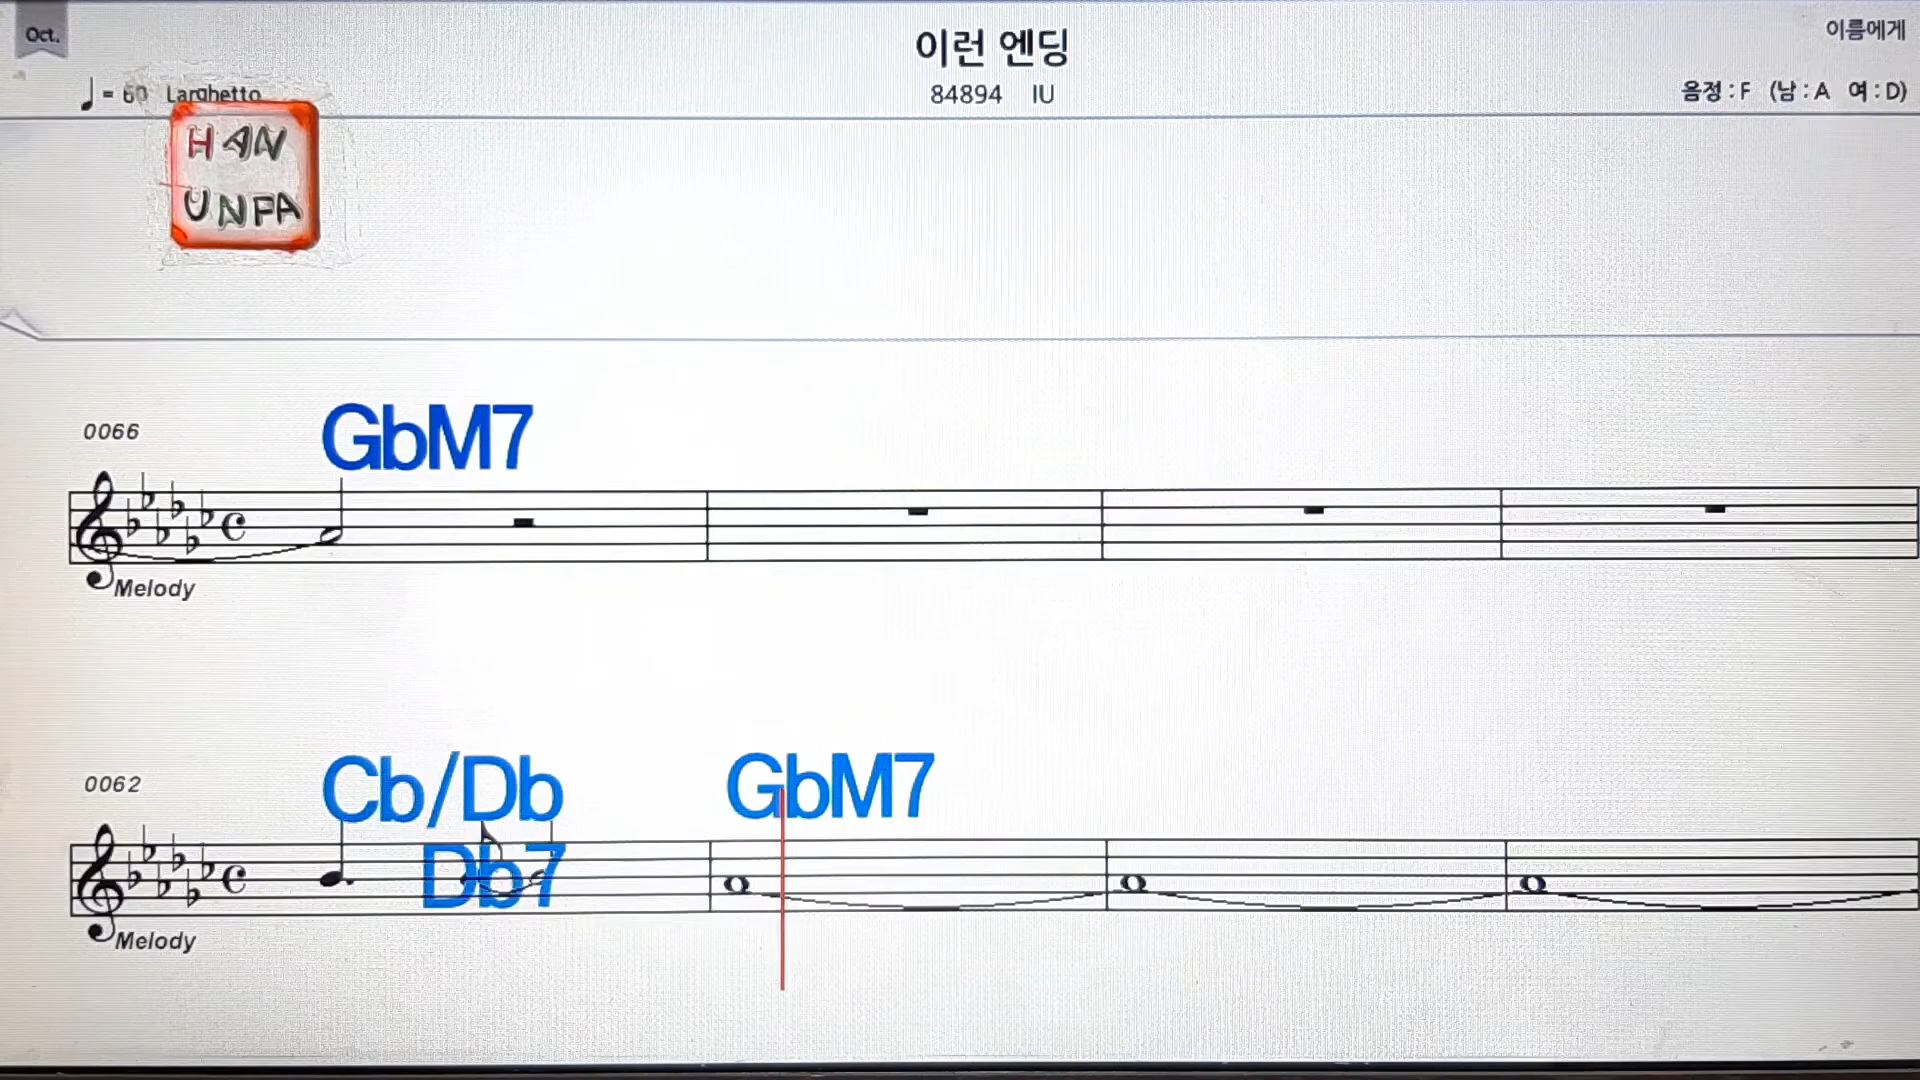 Oct.
이런 엔딩
이름에게
♩= 60 Larghetto
84894 IU
음정 : F (남 : A 여 : D)
HAN
UNFA
0066
GbM7
Melody
0062
Cb/Db
GbM7
Db7
Melody